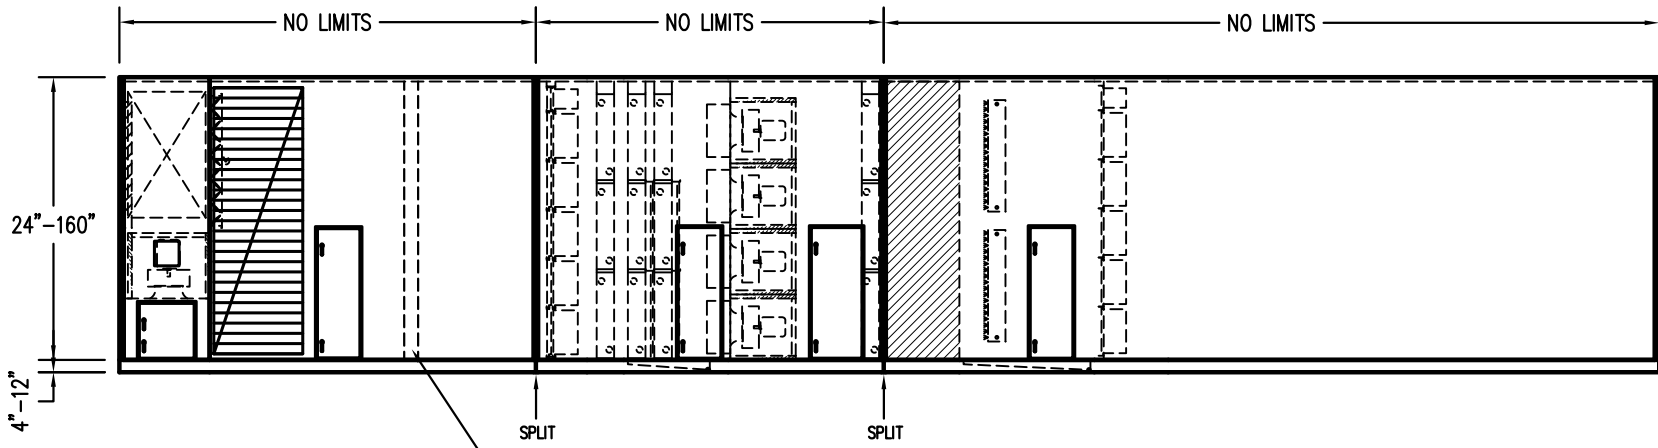 NO LIMITS NO LIMITS NO LIMITS
24"-160"
4"-12"
SPLIT SPLIT